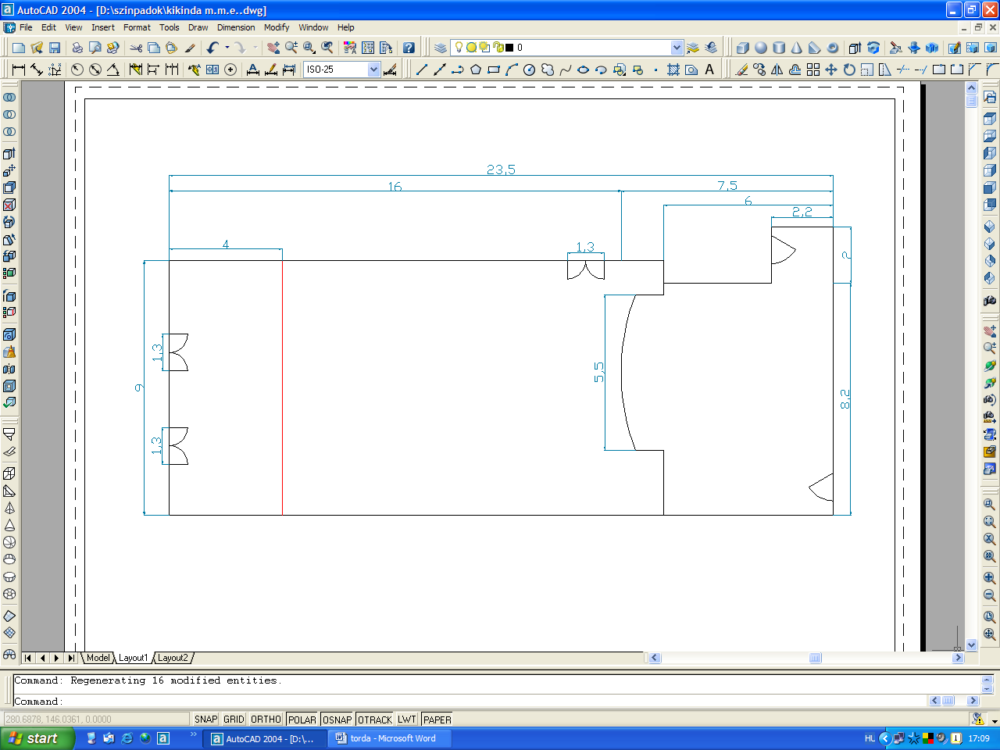 AutoCAD 2004 - [D:\szinpadok\kikinda m.m.e..dwg]
File Edit View Insert Format Tools Draw Dimension Modify Window Help
0
ISO-25
A
23,5
16
7,5
6
2,2
4
1,3
2
1,3
9
5,5
8,2
1,3
Model Layout1 Layout2
Command: Regenerating 16 modified entities.
Command:
280.6878, 146.0361, 0.0000 SNAP GRID ORTHO POLAR OSNAP OTRACK LWT PAPER
start AutoCAD 2004 - [D:\... torda - Microsoft Word HU 17:09